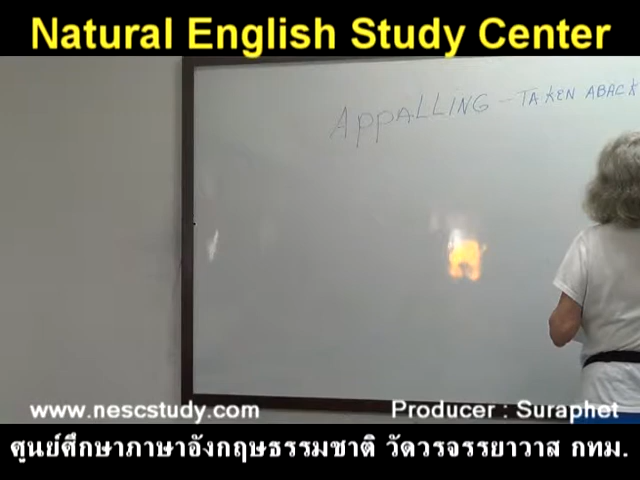 Natural English Study Center
APPALLING - TAKEN ABACK
www.nescstudy.com Producer : Suraphet
ศูนย์ศึกษาภาษาอังกฤษธรรมชาติ วัดวรจรรยาวาส กทม.